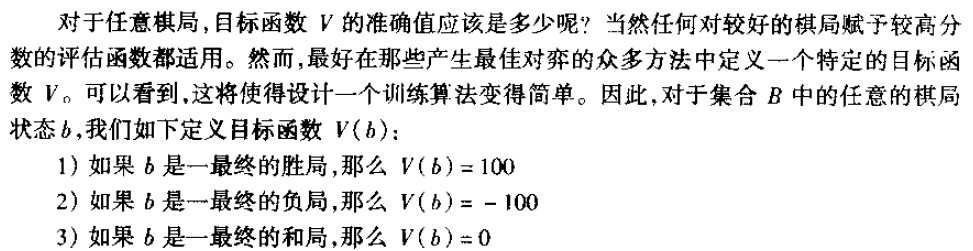 对于任意棋局,目标函数 V 的准确值应该是多少呢? 当然任何对较好的棋局赋予较高分
数的评估函数都适用。然而,最好在那些产生最佳对弈的众多方法中定义一个特定的目标函
数 V。可以看到,这将使得设计一个训练算法变得简单。因此,对于集合 B 中的任意的棋局
状态 b,我们如下定义目标函数 V(b):
1) 如果 b 是一最终的胜局,那么 V(b) = 100
2) 如果 b 是一最终的负局,那么 V(b) = -100
3) 如果 b 是一最终的和局,那么 V(b) = 0